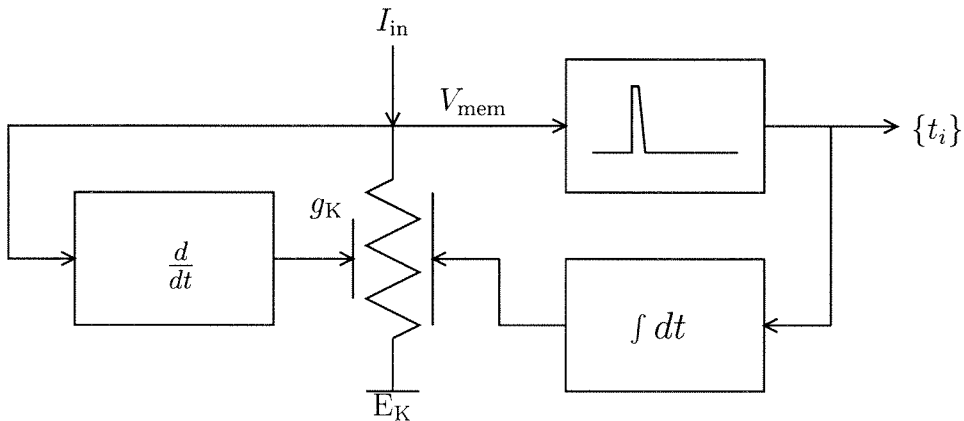 I_in
V_mem
{t_i}
g_K
d/dt
∫ dt
E_K